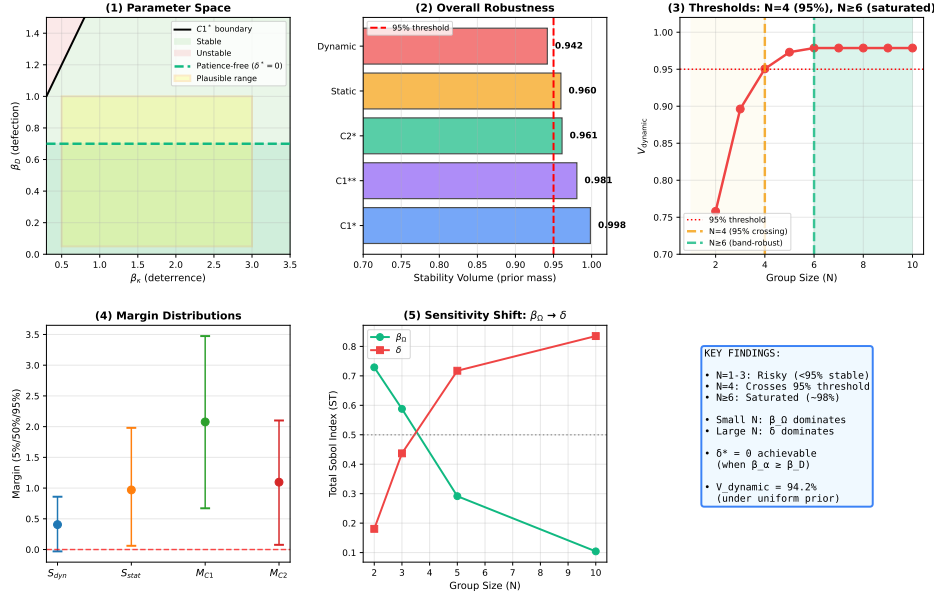 (1) Parameter Space
1.4
1.2
1.0
0.8
0.6
0.4
0.2
0.0
β_D (defection)
C1* boundary
Stable
Unstable
Patience-free (δ* = 0)
Plausible range
0.5 1.0 1.5 2.0 2.5 3.0 3.5
β_κ (deterrence)
(2) Overall Robustness
95% threshold
Dynamic 0.942
Static 0.960
C2* 0.961
C1** 0.981
C1* 0.998
0.70 0.75 0.80 0.85 0.90 0.95 1.00
Stability Volume (prior mass)
(3) Thresholds: N=4 (95%), N≥6 (saturated)
1.00
0.95
0.90
0.85
0.80
0.75
0.70
V_dynamic
95% threshold
N=4 (95% crossing)
N≥6 (band-robust)
2 4 6 8 10
Group Size (N)
(4) Margin Distributions
3.5
3.0
2.5
2.0
1.5
1.0
0.5
0.0
Margin (5%/50%/95%)
S_dyn S_stat M_C1 M_C2
(5) Sensitivity Shift: β_Ω → δ
β_Ω
δ
0.8
0.7
0.6
0.5
0.4
0.3
0.2
0.1
Total Sobol Index (ST)
2 3 4 5 6 7 8 9 10
Group Size (N)
KEY FINDINGS:
• N=1-3: Risky (<95% stable)
• N=4: Crosses 95% threshold
• N≥6: Saturated (~98%)
• Small N: β_Ω dominates
• Large N: δ dominates
• δ* = 0 achievable
(when β_α ≥ β_D)
• V_dynamic = 94.2%
(under uniform prior)